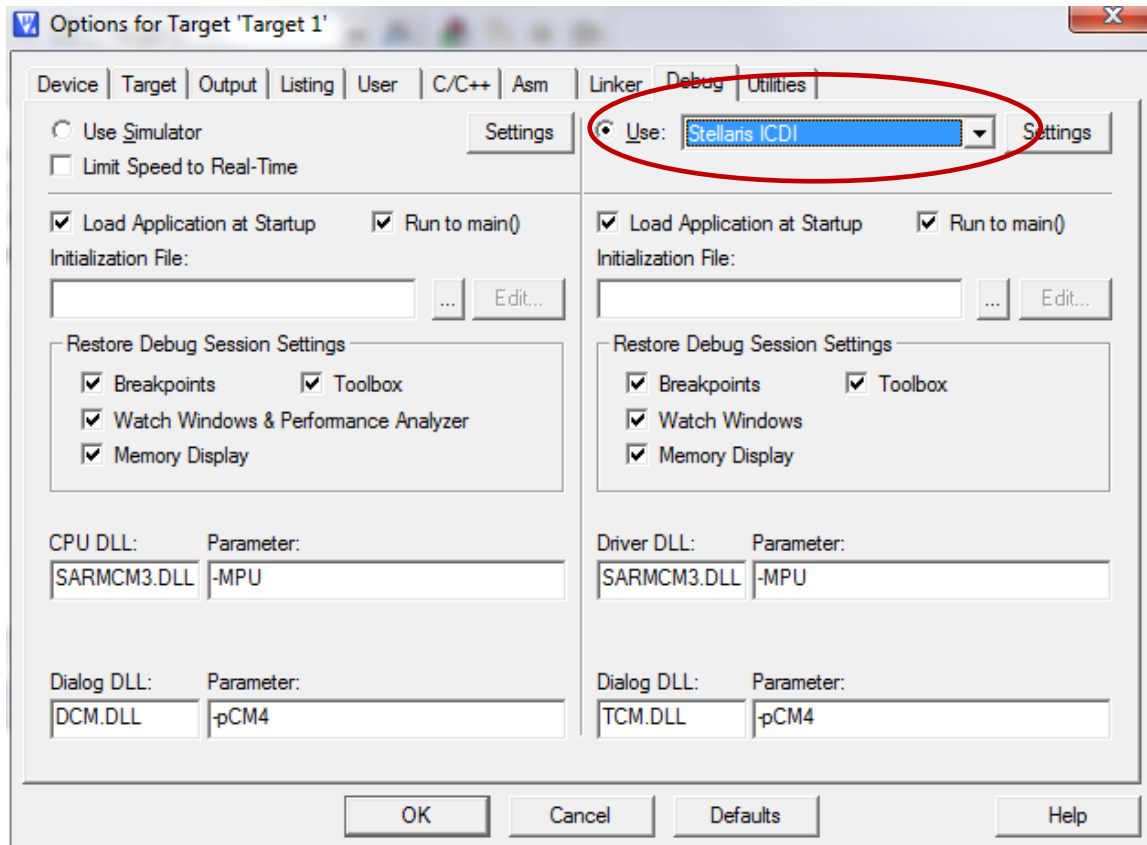 Options for Target 'Target 1'
Device Target Output Listing User C/C++ Asm Linker Debug Utilities
Use Simulator Settings Use: Stellaris ICDI Settings
Limit Speed to Real-Time
Load Application at Startup Run to main() Load Application at Startup Run to main()
Initialization File: Initialization File:
... Edit... ... Edit...
Restore Debug Session Settings Restore Debug Session Settings
Breakpoints Toolbox Breakpoints Toolbox
Watch Windows & Performance Analyzer Watch Windows
Memory Display Memory Display
CPU DLL: Parameter: Driver DLL: Parameter:
SARMCM3.DLL -MPU SARMCM3.DLL -MPU
Dialog DLL: Parameter: Dialog DLL: Parameter:
DCM.DLL -pCM4 TCM.DLL -pCM4
OK Cancel Defaults Help